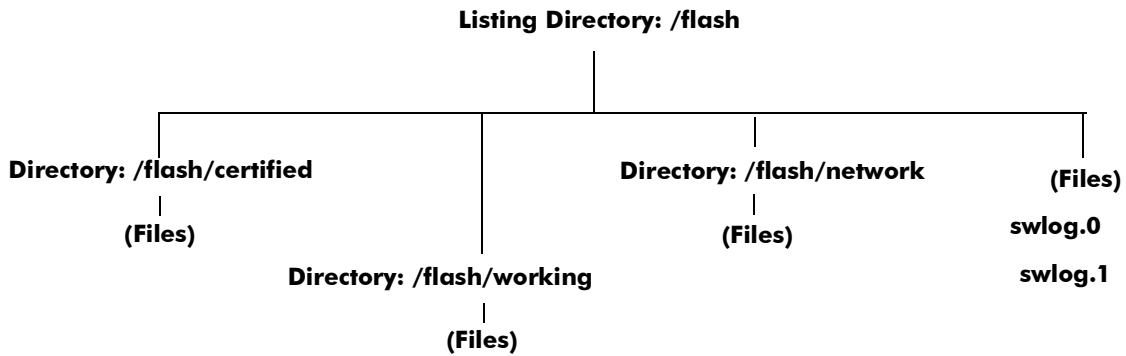 Listing Directory: /flash
Directory: /flash/certified
(Files)
Directory: /flash/working
(Files)
Directory: /flash/network
(Files)
(Files)
swlog.0
swlog.1